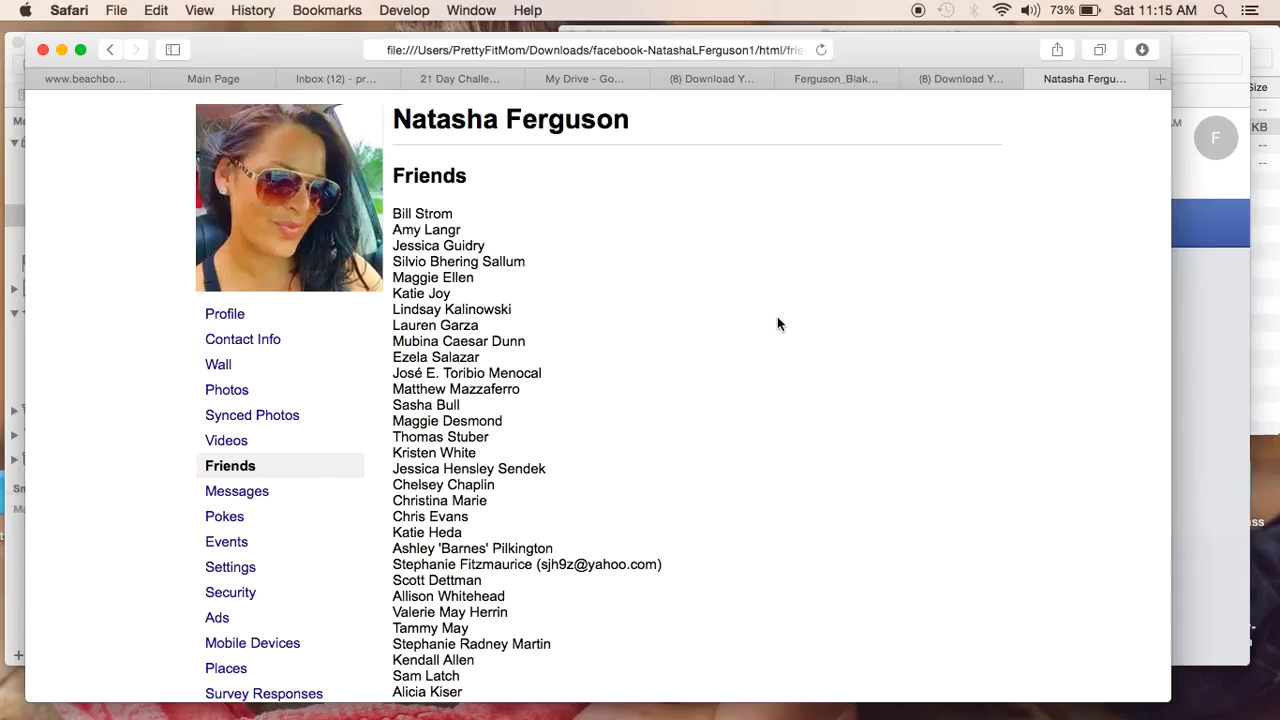 Safari File Edit View History Bookmarks Develop Window Help 73% Sat 11:15 AM
file:///Users/PrettyFitMom/Downloads/facebook-NatashaLFerguson1/html/frie
www.beachbo... Main Page Inbox (12) - pr... 21 Day Challe... My Drive - Go... (8) Download Y... Ferguson_Blak... (8) Download Y... Natasha Fergu...
Size
KB
F
Natasha Ferguson
Friends
Bill Strom
Amy Langr
Jessica Guidry
Silvio Bhering Sallum
Maggie Ellen
Katie Joy
Lindsay Kalinowski
Lauren Garza
Mubina Caesar Dunn
Ezela Salazar
José E. Toribio Menocal
Matthew Mazzaferro
Sasha Bull
Maggie Desmond
Thomas Stuber
Kristen White
Jessica Hensley Sendek
Chelsey Chaplin
Christina Marie
Chris Evans
Katie Heda
Ashley 'Barnes' Pilkington
Stephanie Fitzmaurice (sjh9z@yahoo.com)
Scott Dettman
Allison Whitehead
Valerie May Herrin
Tammy May
Stephanie Radney Martin
Kendall Allen
Sam Latch
Alicia Kiser
Profile
Contact Info
Wall
Photos
Synced Photos
Videos
Friends
Messages
Pokes
Events
Settings
Security
Ads
Mobile Devices
Places
Survey Responses